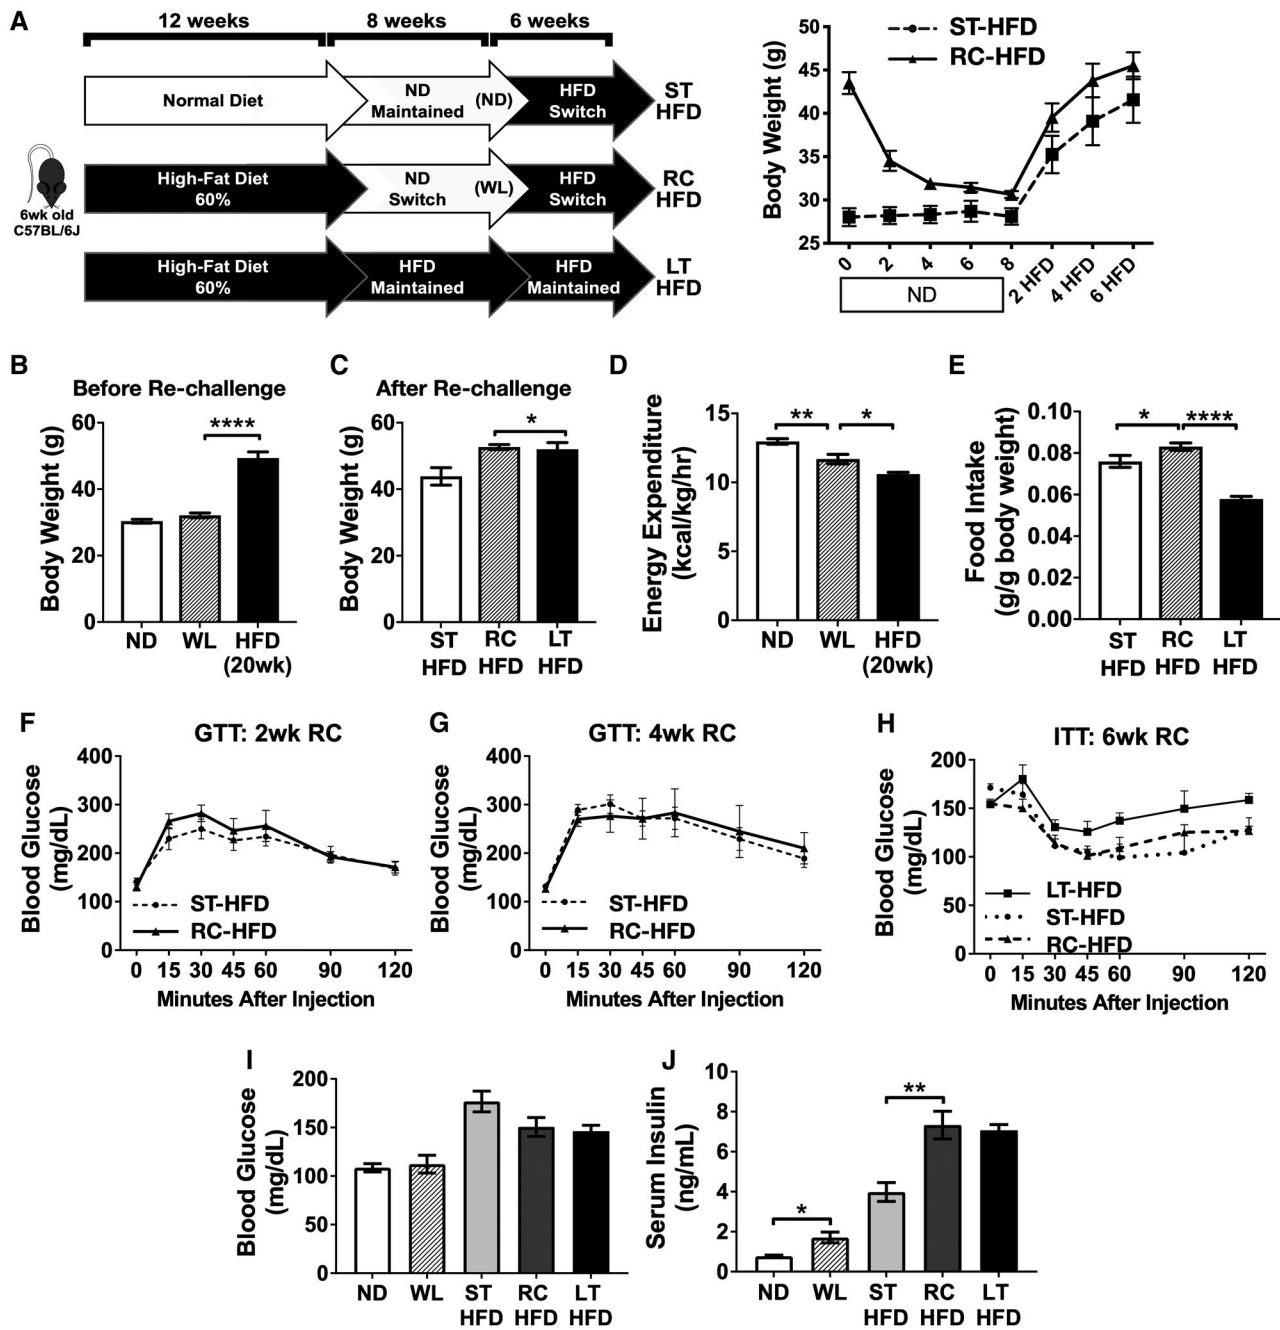 A
12 weeks
8 weeks
6 weeks
Normal Diet
ND
Maintained
(ND)
HFD
Switch
ST
HFD
High-Fat Diet
60%
ND
Switch
(WL)
HFD
Switch
RC
HFD
6wk old
C57BL/6J
High-Fat Diet
60%
HFD
Maintained
HFD
Maintained
LT
HFD
Body Weight (g)
50
45
40
35
30
25
ST-HFD
RC-HFD
0
2
4
6
8
2 HFD
4 HFD
6 HFD
ND
B
Before Re-challenge
Body Weight (g)
60
40
20
0
****
ND
WL
HFD
(20wk)
C
After Re-challenge
Body Weight (g)
60
40
20
0
*
ST
HFD
RC
HFD
LT
HFD
D
Energy Expenditure
(kcal/kg/hr)
15
10
5
0
**
*
ND
WL
HFD
(20wk)
E
Food Intake
(g/g body weight)
0.10
0.08
0.06
0.04
0.02
0.00
*
****
ST
HFD
RC
HFD
LT
HFD
F
GTT: 2wk RC
Blood Glucose
(mg/dL)
400
300
200
100
0
ST-HFD
RC-HFD
0 15 30 45 60 90 120
Minutes After Injection
G
GTT: 4wk RC
Blood Glucose
(mg/dL)
400
300
200
100
0
ST-HFD
RC-HFD
0 15 30 45 60 90 120
Minutes After Injection
H
ITT: 6wk RC
Blood Glucose
(mg/dL)
200
150
100
50
0
LT-HFD
ST-HFD
RC-HFD
0 15 30 45 60 90 120
Minutes After Injection
I
Blood Glucose
(mg/dL)
200
150
100
50
0
ND
WL
ST
HFD
RC
HFD
LT
HFD
J
Serum Insulin
(ng/mL)
10
8
6
4
2
0
*
**
ND
WL
ST
HFD
RC
HFD
LT
HFD